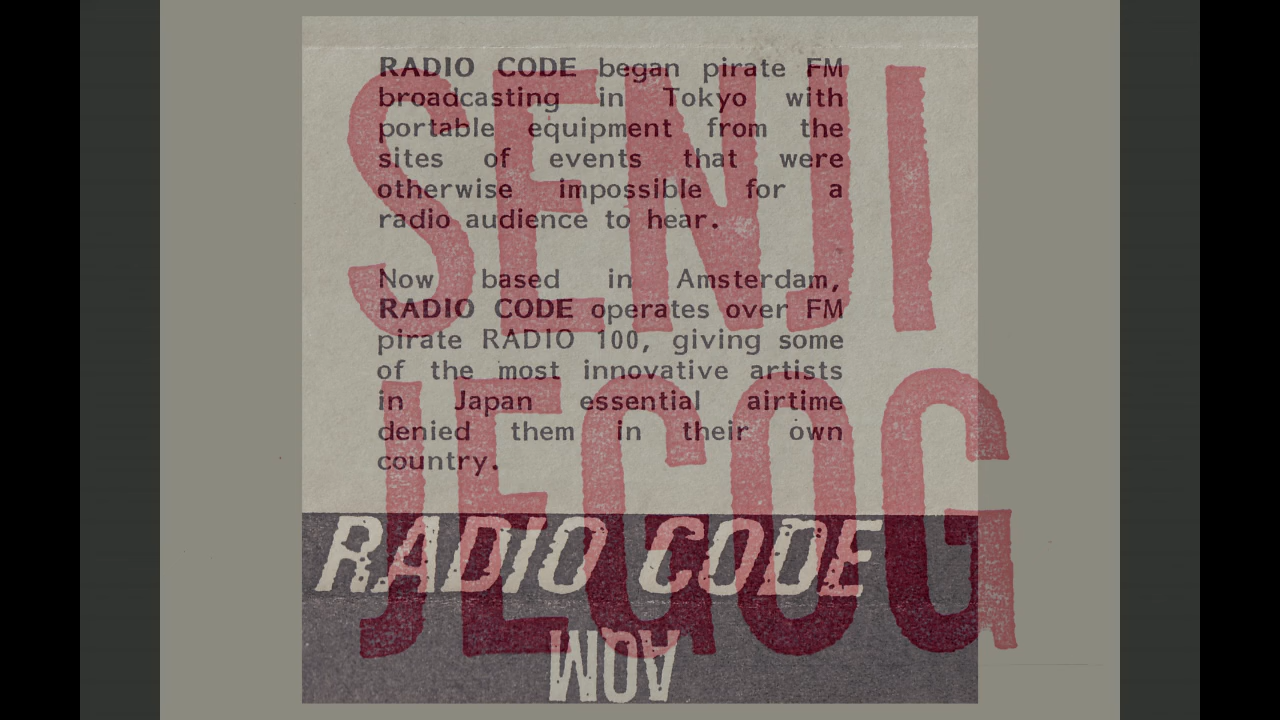 RADIO CODE began pirate FM
broadcasting in Tokyo with
portable equipment from the
sites of events that were
otherwise impossible for a
radio audience to hear.
Now based in Amsterdam,
RADIO CODE operates over FM
pirate RADIO 100, giving some
of the most innovative artists
in Japan essential airtime
denied them in their own
country.
RADIO CODE
SENJI
JEGOG